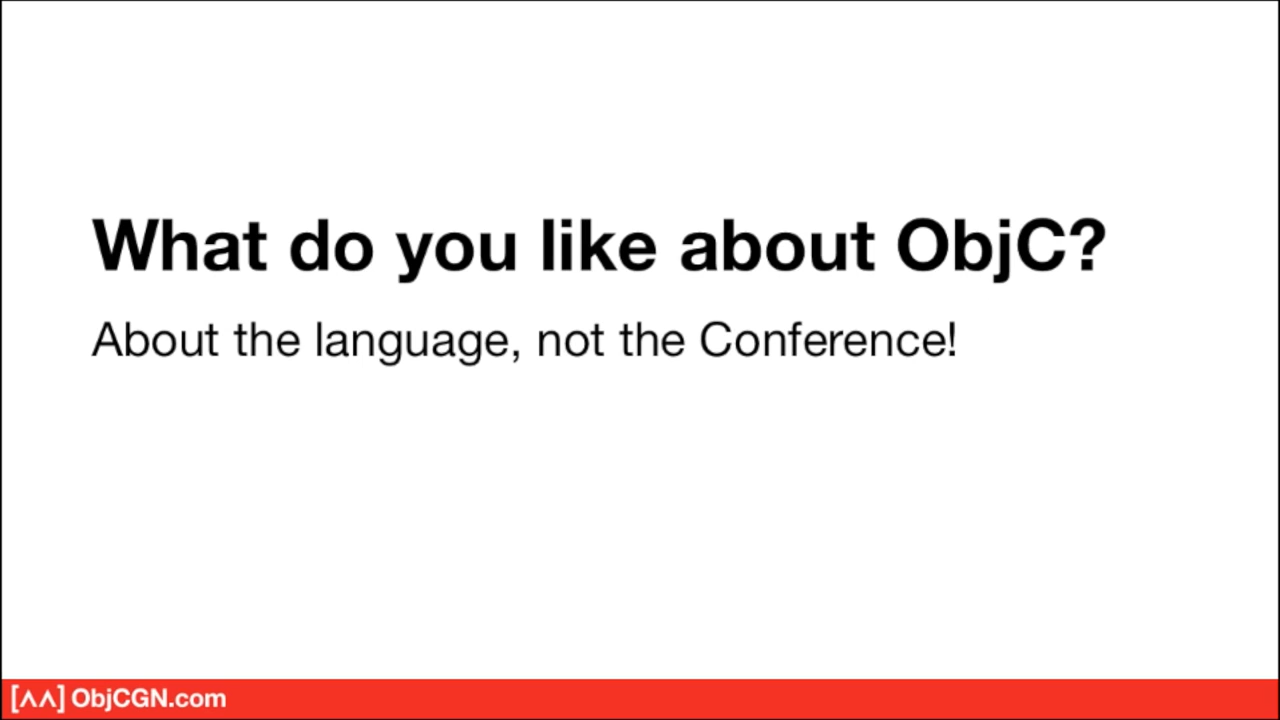 What do you like about ObjC?
About the language, not the Conference!
[^^] ObjCGN.com